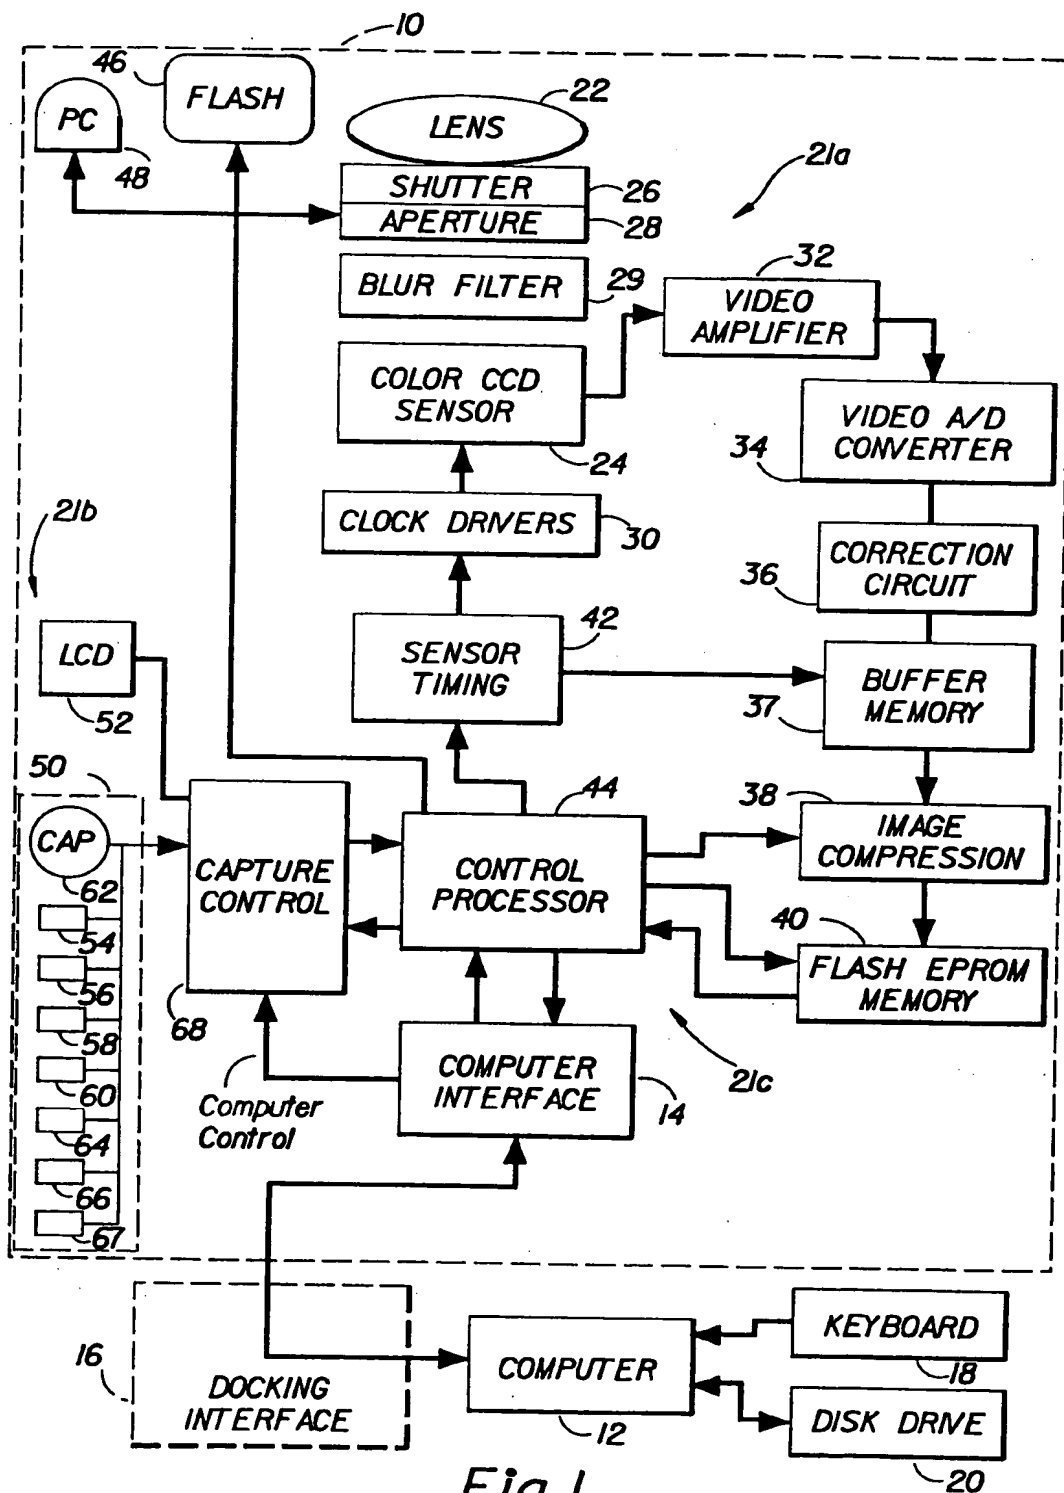 10
46
FLASH
PC
48
22
LENS
21a
SHUTTER
26
APERTURE
28
BLUR FILTER
29
32
VIDEO
AMPLIFIER
COLOR CCD
SENSOR
24
VIDEO A/D
CONVERTER
34
21b
CLOCK DRIVERS
30
CORRECTION
CIRCUIT
36
42
SENSOR
TIMING
LCD
52
BUFFER
MEMORY
37
50
44
38
CAP
62
CAPTURE
CONTROL
CONTROL
PROCESSOR
IMAGE
COMPRESSION
40
54
56
FLASH EPROM
MEMORY
68
58
60
64
66
67
Computer
Control
COMPUTER
INTERFACE
14
21c
16
DOCKING
INTERFACE
COMPUTER
12
KEYBOARD
18
DISK DRIVE
20
Fig.1